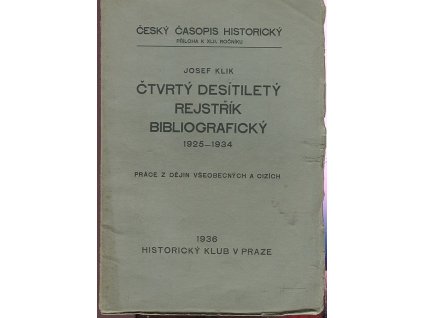 ČESKÝ ČASOPIS HISTORICKÝ
PŘÍLOHA K XLII. ROČNÍKU
JOSEF KLIK
ČTVRTÝ DESÍTILETÝ
REJSTŘÍK
BIBLIOGRAFICKÝ
1925–1934
PRÁCE Z DĚJIN VŠEOBECNÝCH A CIZÍCH
1936
HISTORICKÝ KLUB V PRAZE